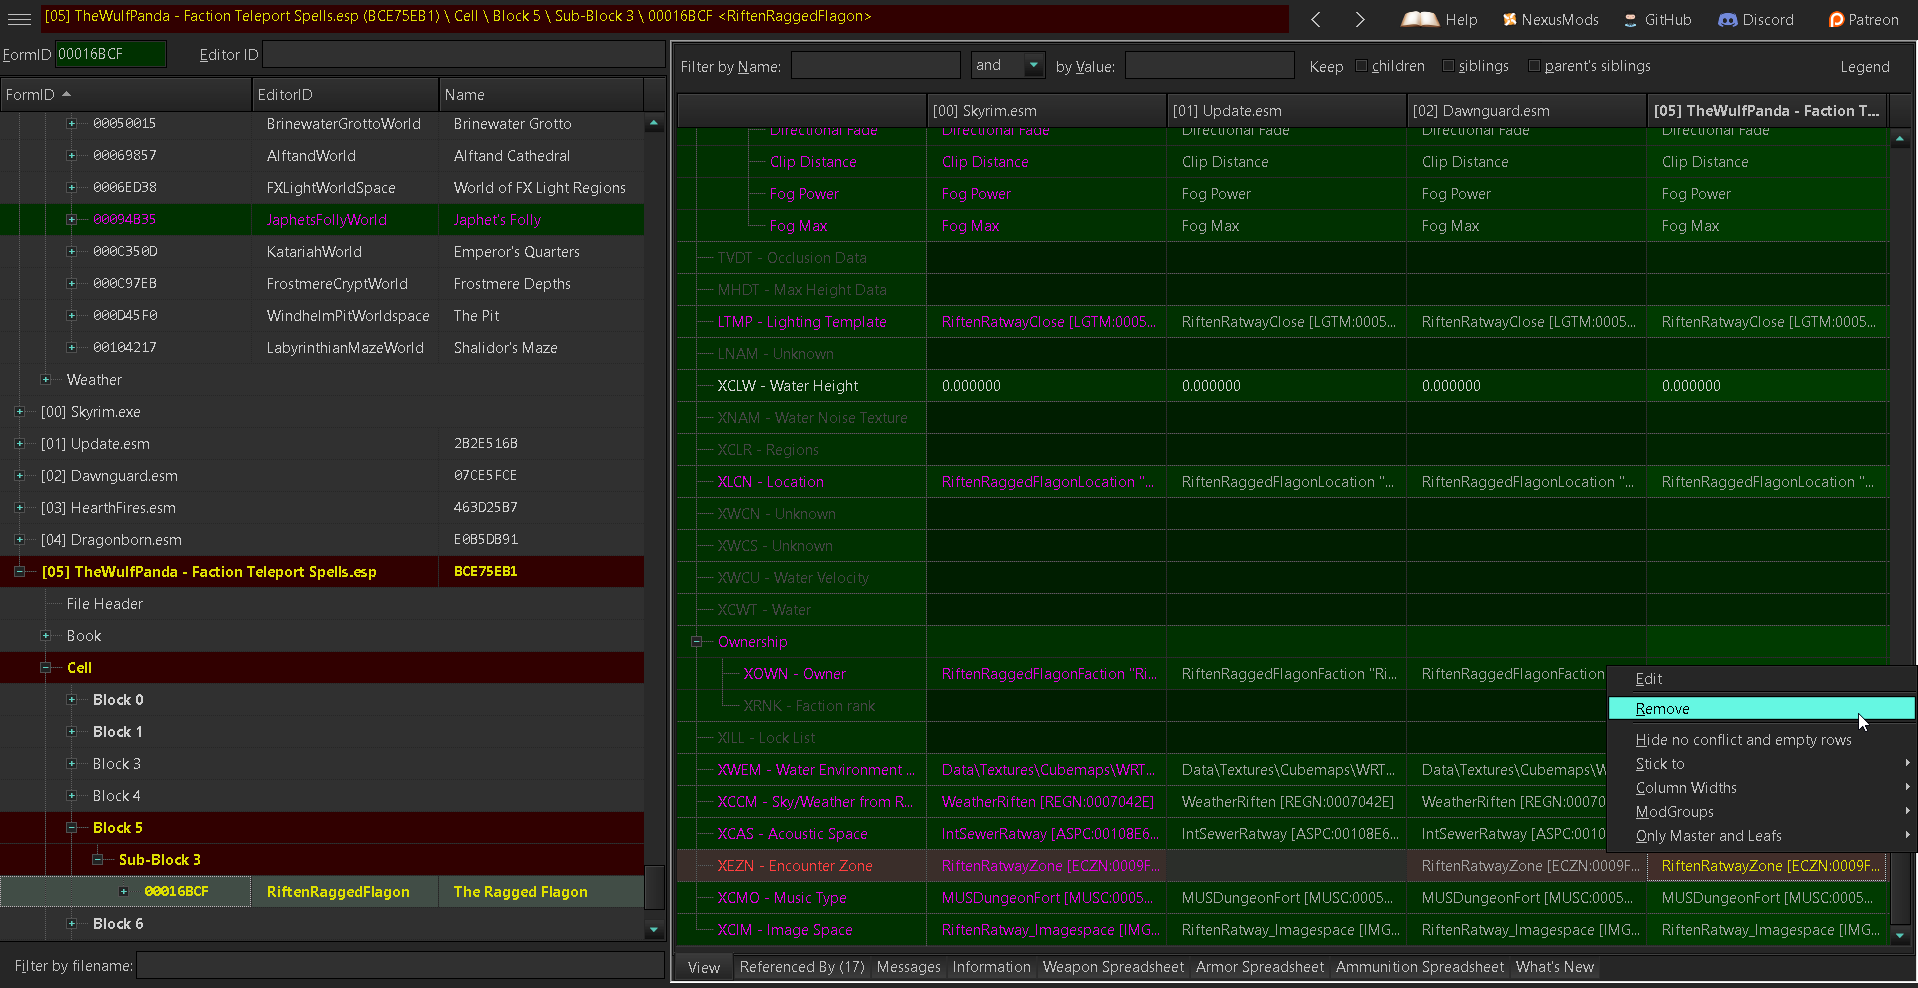 [05] TheWulfPanda - Faction Teleport Spells.esp (BCE75EB1) \ Cell \ Block 5 \ Sub-Block 3 \ 00016BCF <RiftenRaggedFlagon>
Help NexusMods GitHub Discord Patreon
FormID 00016BCF Editor ID
FormID EditorID Name
00050015 BrinewaterGrottoWorld Brinewater Grotto
00069857 AlftandWorld Alftand Cathedral
0006ED38 FXLightWorldSpace World of FX Light Regions
00094B35 JaphetsFollyWorld Japhet's Folly
000C350D KatariahWorld Emperor's Quarters
000C97EB FrostmereCryptWorld Frostmere Depths
000D45F0 WindhelmPitWorldspace The Pit
00104217 LabyrinthianMazeWorld Shalidor's Maze
Weather
[00] Skyrim.exe
[01] Update.esm 2B2E516B
[02] Dawnguard.esm 07CE5FCE
[03] HearthFires.esm 463D25B7
[04] Dragonborn.esm E0B5DB91
[05] TheWulfPanda - Faction Teleport Spells.esp BCE75EB1
File Header
Book
Cell
Block 0
Block 1
Block 3
Block 4
Block 5
Sub-Block 3
00016BCF RiftenRaggedFlagon The Ragged Flagon
Block 6
Filter by filename:
Filter by Name: and by Value: Keep children siblings parent's siblings Legend
[00] Skyrim.esm [01] Update.esm [02] Dawnguard.esm [05] TheWulfPanda - Faction T...
Directional Fade Directional Fade Directional Fade Directional Fade Directional Fade
Clip Distance Clip Distance Clip Distance Clip Distance Clip Distance
Fog Power Fog Power Fog Power Fog Power Fog Power
Fog Max Fog Max Fog Max Fog Max Fog Max
TVDT - Occlusion Data
MHDT - Max Height Data
LTMP - Lighting Template RiftenRatwayClose [LGTM:0005... RiftenRatwayClose [LGTM:0005... RiftenRatwayClose [LGTM:0005... RiftenRatwayClose [LGTM:0005...
LNAM - Unknown
XCLW - Water Height 0.000000 0.000000 0.000000 0.000000
XNAM - Water Noise Texture
XCLR - Regions
XLCN - Location RiftenRaggedFlagonLocation "... RiftenRaggedFlagonLocation "... RiftenRaggedFlagonLocation "... RiftenRaggedFlagonLocation "...
XWCN - Unknown
XWCS - Unknown
XWCU - Water Velocity
XCWT - Water
Ownership
XOWN - Owner RiftenRaggedFlagonFaction "Ri... RiftenRaggedFlagonFaction "Ri... RiftenRaggedFlagonFaction
XRNK - Faction rank
XILL - Lock List
XWEM - Water Environment ... Data\Textures\Cubemaps\WRT... Data\Textures\Cubemaps\WRT... Data\Textures\Cubemaps\W
XCCM - Sky/Weather from R... WeatherRiften [REGN:0007042E] WeatherRiften [REGN:0007042E] WeatherRiften [REGN:00070
XCAS - Acoustic Space IntSewerRatway [ASPC:00108E6... IntSewerRatway [ASPC:00108E6... IntSewerRatway [ASPC:0010
XEZN - Encounter Zone RiftenRatwayZone [ECZN:0009F... RiftenRatwayZone [ECZN:0009F... RiftenRatwayZone [ECZN:0009F...
XCMO - Music Type MUSDungeonFort [MUSC:0005... MUSDungeonFort [MUSC:0005... MUSDungeonFort [MUSC:0005... MUSDungeonFort [MUSC:0005...
XCIM - Image Space RiftenRatway_Imagespace [IMG... RiftenRatway_Imagespace [IMG... RiftenRatway_Imagespace [IMG... RiftenRatway_Imagespace [IMG...
Edit
Remove
Hide no conflict and empty rows
Stick to
Column Widths
ModGroups
Only Master and Leafs
View Referenced By (17) Messages Information Weapon Spreadsheet Armor Spreadsheet Ammunition Spreadsheet What's New